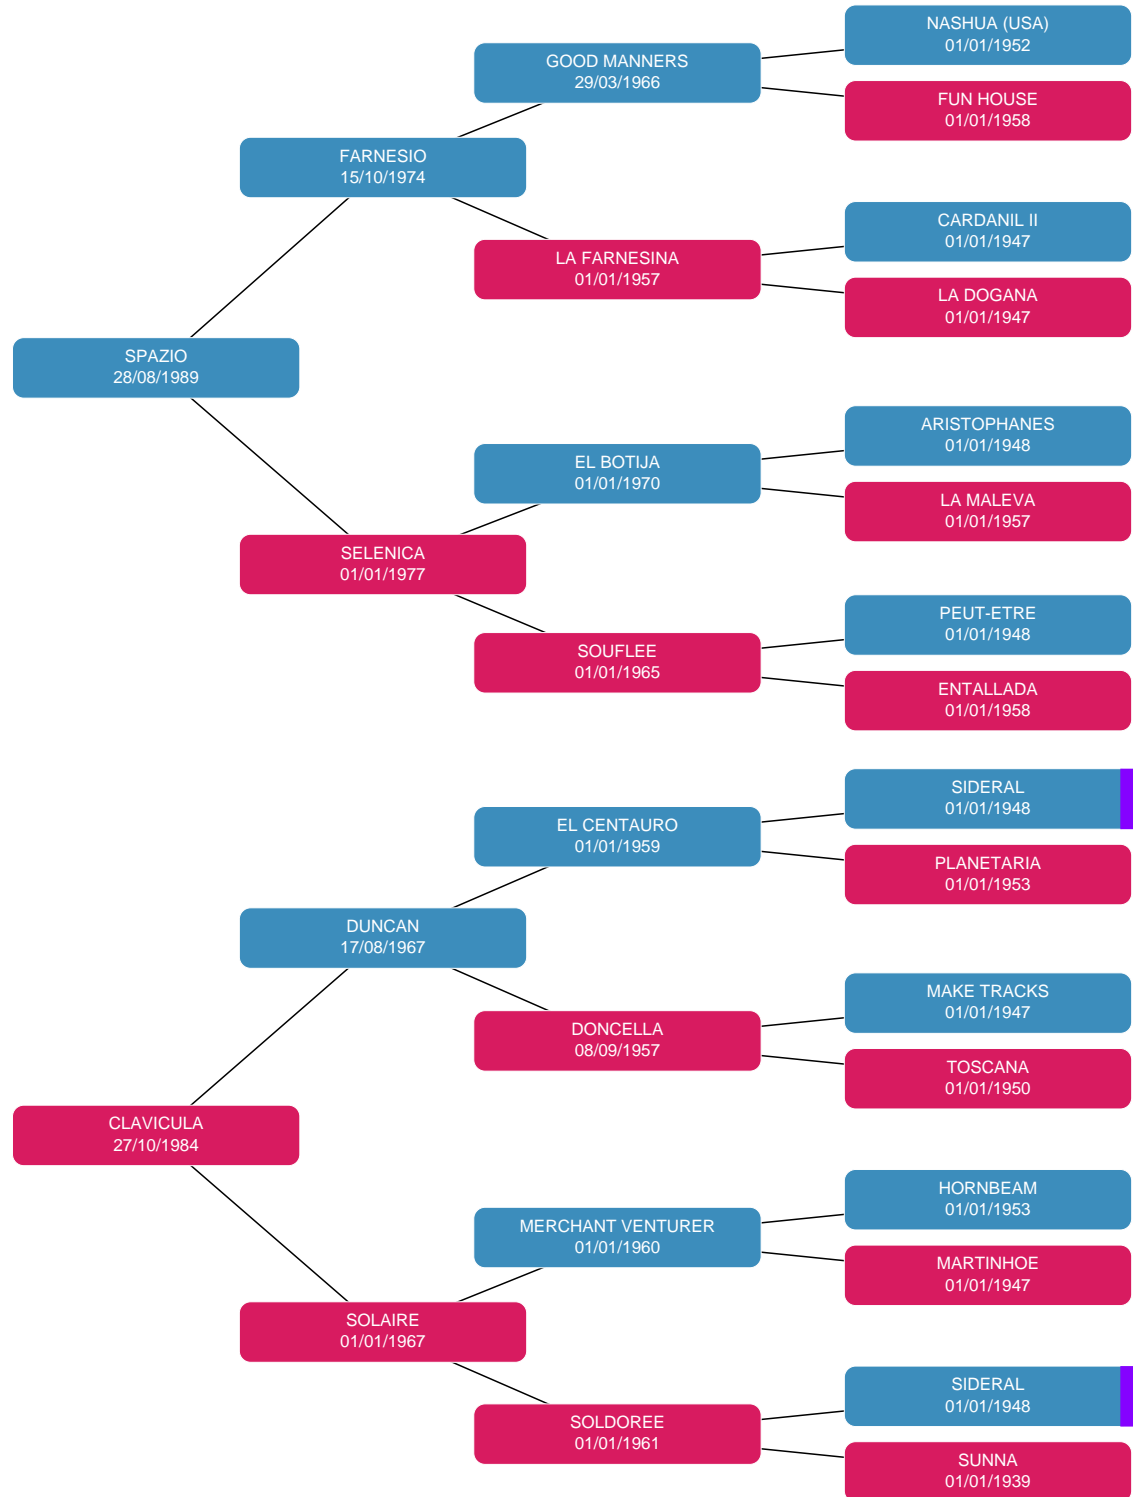 NASHUA (USA)
01/01/1952
GOOD MANNERS
29/03/1966
FUN HOUSE
01/01/1958
FARNESIO
15/10/1974
CARDANIL II
01/01/1947
LA FARNESINA
01/01/1957
LA DOGANA
01/01/1947
SPAZIO
28/08/1989
ARISTOPHANES
01/01/1948
EL BOTIJA
01/01/1970
LA MALEVA
01/01/1957
SELENICA
01/01/1977
PEUT-ETRE
01/01/1948
SOUFLEE
01/01/1965
ENTALLADA
01/01/1958
SIDERAL
01/01/1948
EL CENTAURO
01/01/1959
PLANETARIA
01/01/1953
DUNCAN
17/08/1967
MAKE TRACKS
01/01/1947
DONCELLA
08/09/1957
TOSCANA
01/01/1950
CLAVICULA
27/10/1984
HORNBEAM
01/01/1953
MERCHANT VENTURER
01/01/1960
MARTINHOE
01/01/1947
SOLAIRE
01/01/1967
SIDERAL
01/01/1948
SOLDOREE
01/01/1961
SUNNA
01/01/1939